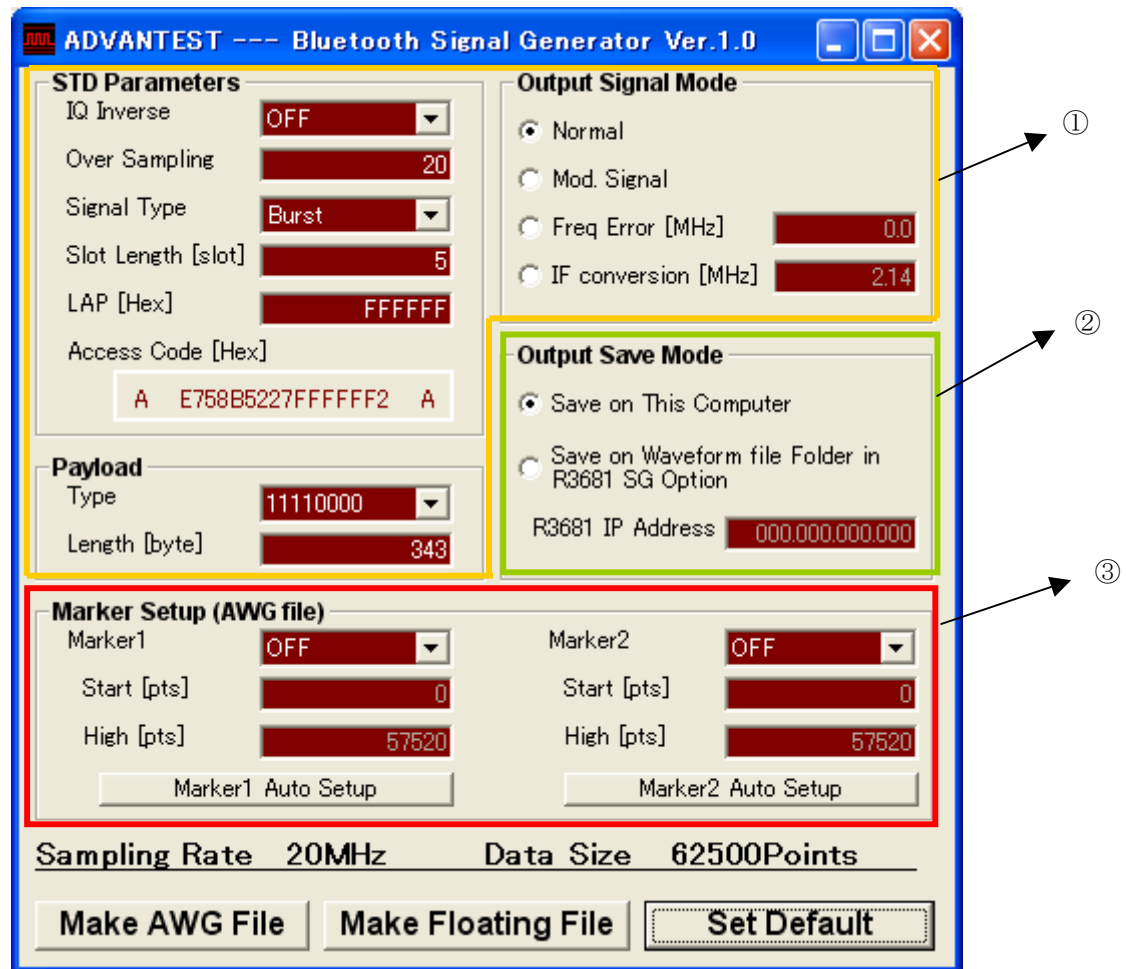 ADVANTEST --- Bluetooth Signal Generator Ver.1.0
STD Parameters
IQ Inverse OFF
Over Sampling 20
Signal Type Burst
Slot Length [slot] 5
LAP [Hex] FFFFFF
Access Code [Hex]
A E758B5227FFFFFF2 A
Payload
Type 11110000
Length [byte] 343
Output Signal Mode
Normal
Mod. Signal
Freq Error [MHz] 0.0
IF conversion [MHz] 2.14
①
Output Save Mode
Save on This Computer
Save on Waveform file Folder in
R3681 SG Option
R3681 IP Address 000.000.000.000
②
Marker Setup (AWG file)
Marker1 OFF
Start [pts] 0
High [pts] 57520
Marker1 Auto Setup
Marker2 OFF
Start [pts] 0
High [pts] 57520
Marker2 Auto Setup
③
Sampling Rate 20MHz Data Size 62500Points
Make AWG File Make Floating File Set Default